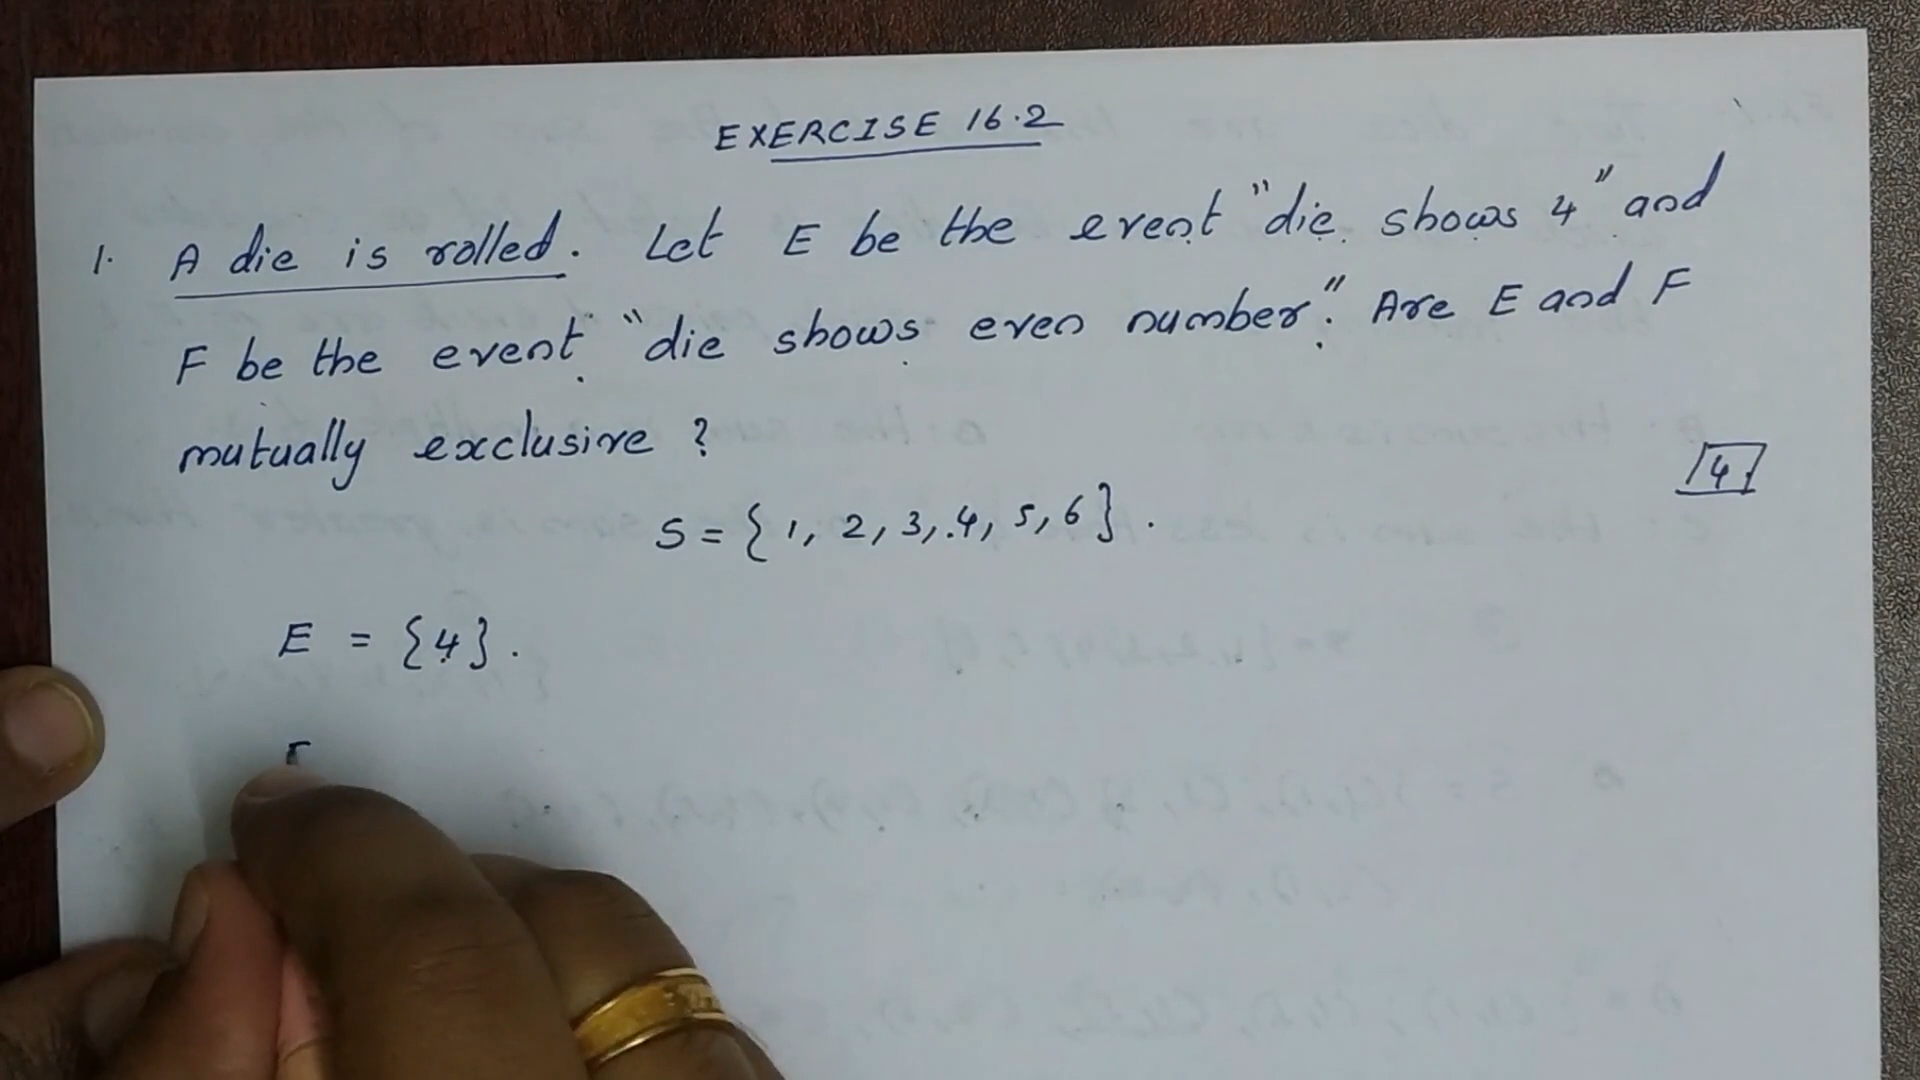 EXERCISE 16.2
1. A die is rolled. Let E be the event "die shows 4" and
F be the event "die shows even number". Are E and F
mutually exclusive ?
4
S = { 1, 2, 3, 4, 5, 6 } .
E = {4} .